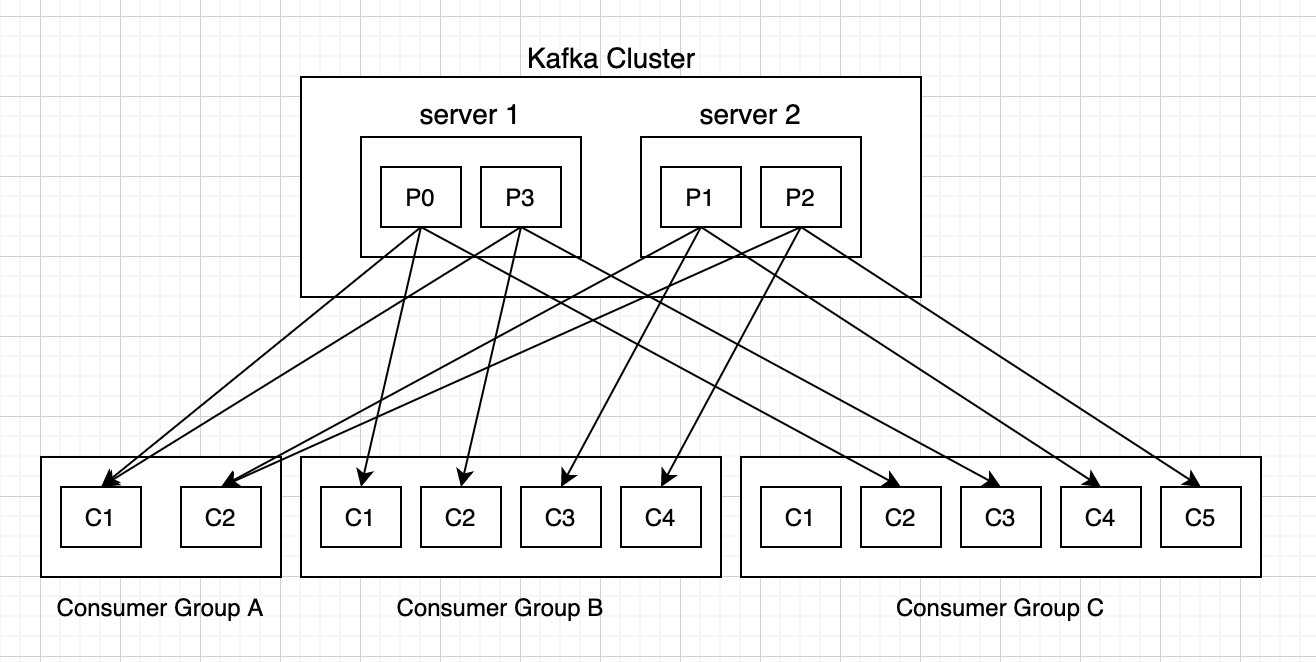 Kafka Cluster
server 1 server 2
P0 P3 P1 P2
C1 C2 C1 C2 C3 C4 C1 C2 C3 C4 C5
Consumer Group A Consumer Group B Consumer Group C